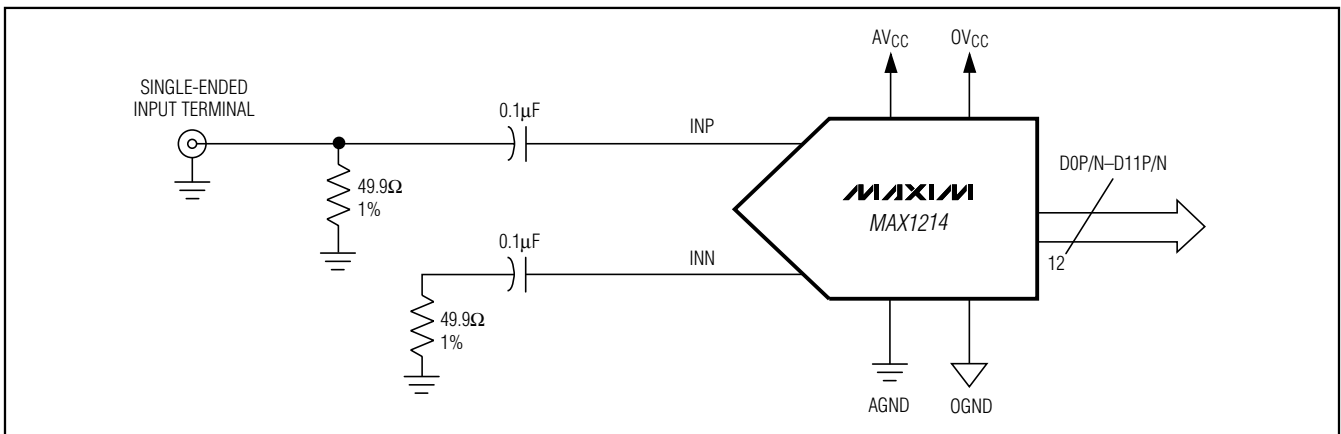 AVCC
OVCC
SINGLE-ENDED
INPUT TERMINAL
0.1µF
INP
D0P/N–D11P/N
49.9Ω
1%
MAXIM
MAX1214
0.1µF
INN
12
49.9Ω
1%
AGND
OGND